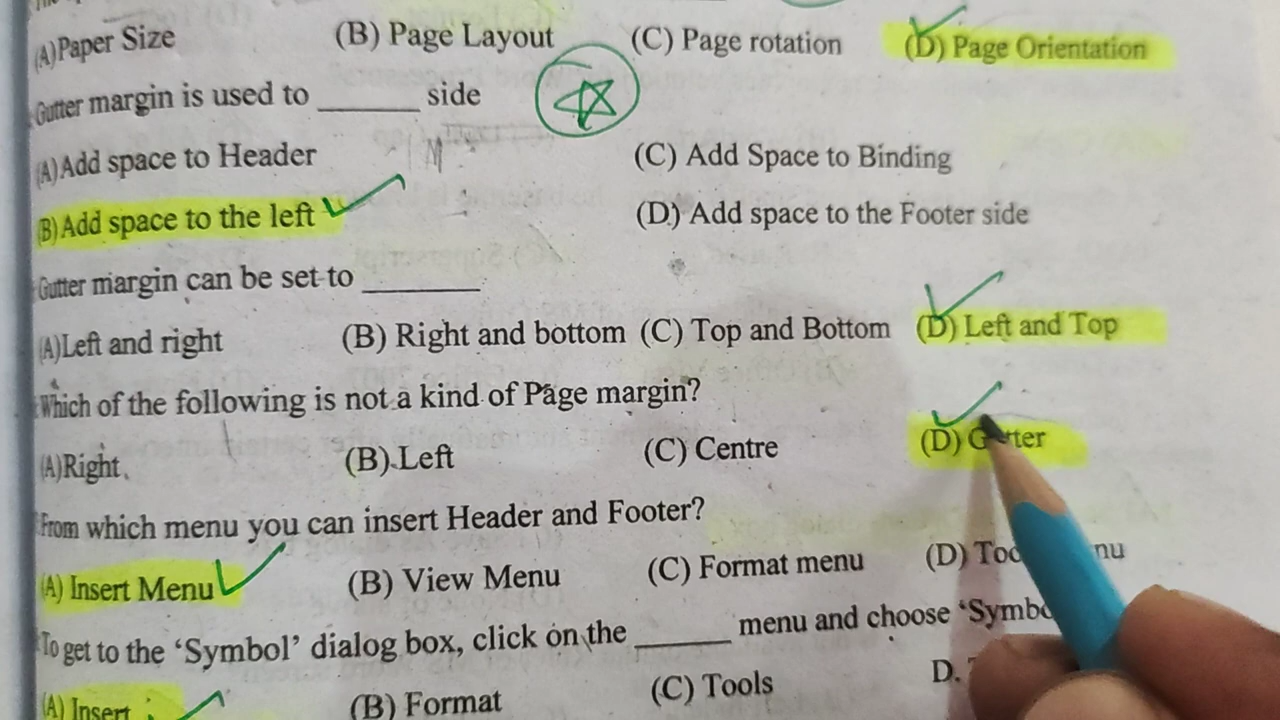 (A) Paper Size (B) Page Layout (C) Page rotation (D) Page Orientation
Gutter margin is used to ______ side
(A) Add space to Header (C) Add Space to Binding
(B) Add space to the left (D) Add space to the Footer side
Gutter margin can be set to _______
(A) Left and right (B) Right and bottom (C) Top and Bottom (D) Left and Top
Which of the following is not a kind of Page margin?
(A) Right (B) Left (C) Centre (D)
From which menu you can insert Header and Footer?
(A) Insert Menu (B) View Menu (C) Format menu (D)
To get to the ‘Symbol’ dialog box, click on the ______ menu and choose
(A) Insert (B) Format (C) Tools D.